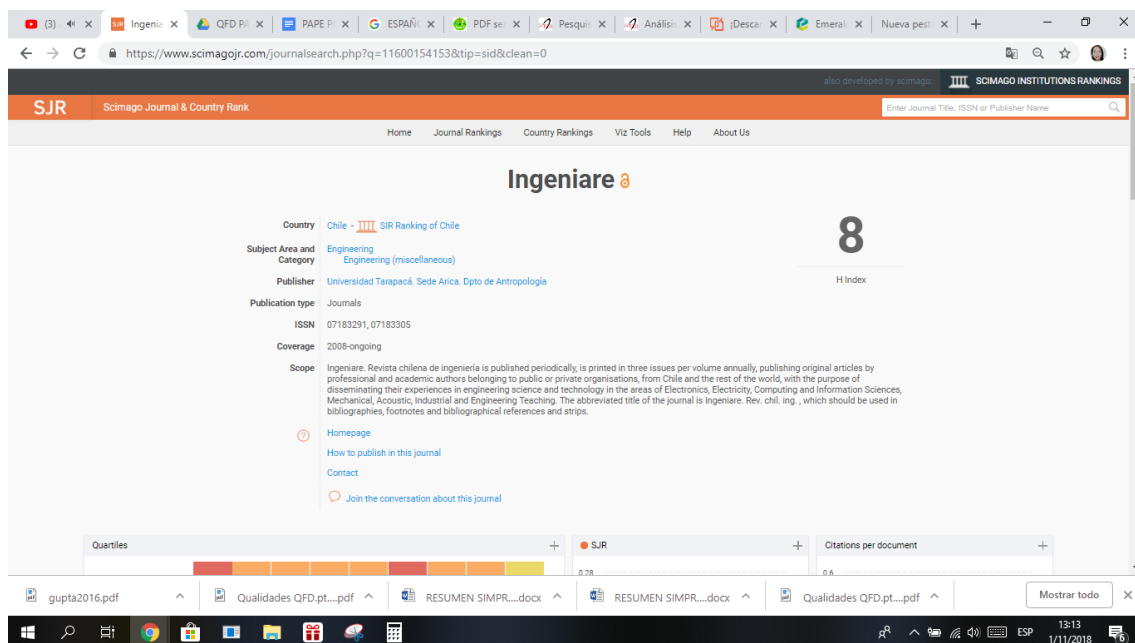 (3)
Ingenia
QFD PA
PAPE P
ESPAÑ
PDF se
Pesquis
Análisis
¡Descar
Emeral
Nueva pest
https://www.scimagojr.com/journalsearch.php?q=11600154153&tip=sid&clean=0
also developed by scimago:
SCIMAGO INSTITUTIONS RANKINGS
SJR
Scimago Journal & Country Rank
Enter Journal Title, ISSN or Publisher Name
Home Journal Rankings Country Rankings Viz Tools Help About Us
Ingeniare
Country Chile - SIR Ranking of Chile
8
H Index
Subject Area and Category
Engineering
Engineering (miscellaneous)
Publisher Universidad Tarapacá. Sede Arica. Dpto de Antropología
Publication type Journals
ISSN 07183291, 07183305
Coverage 2008-ongoing
Scope Ingeniare. Revista chilena de ingeniería is published periodically, is printed in three issues per volume annually, publishing original articles by
professional and academic authors belonging to public or private organisations, from Chile and the rest of the world, with the purpose of
disseminating their experiences in engineering science and technology in the areas of Electronics, Electricity, Computing and Information Sciences,
Mechanical, Acoustic, Industrial and Engineering Teaching. The abbreviated title of the journal is Ingeniare. Rev. chil. ing. , which should be used in
bibliographies, footnotes and bibliographical references and strips.
Homepage
How to publish in this journal
Contact
Join the conversation about this journal
Quartiles
SJR
0.28
Citations per document
0.6
gupta2016.pdf
Qualidades QFD.pt....pdf
RESUMEN SIMPR....docx
RESUMEN SIMPR....docx
Qualidades QFD.pt....pdf
Mostrar todo
ESP
13:13
1/11/2018